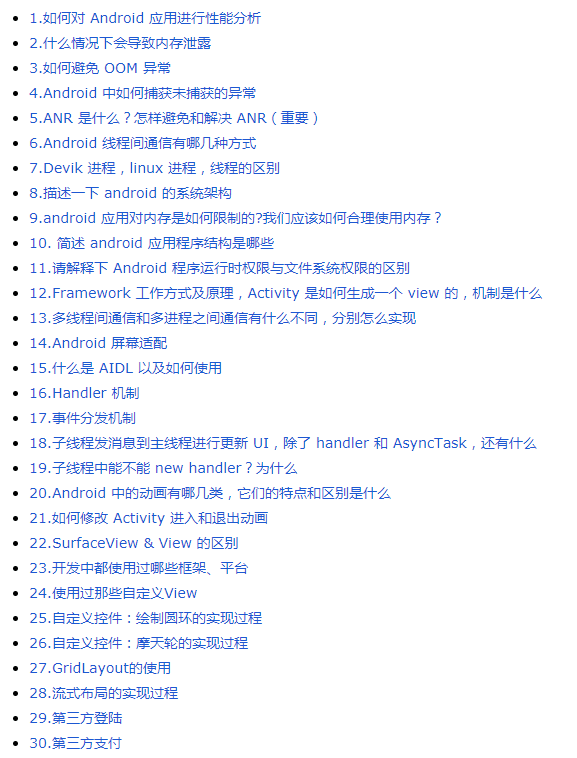 1.如何对 Android 应用进行性能分析
2.什么情况下会导致内存泄露
3.如何避免 OOM 异常
4.Android 中如何捕获未捕获的异常
5.ANR 是什么？怎样避免和解决 ANR（重要）
6.Android 线程间通信有哪几种方式
7.Devik 进程，linux 进程，线程的区别
8.描述一下 android 的系统架构
9.android 应用对内存是如何限制的?我们应该如何合理使用内存？
10. 简述 android 应用程序结构是哪些
11.请解释下 Android 程序运行时权限与文件系统权限的区别
12.Framework 工作方式及原理，Activity 是如何生成一个 view 的，机制是什么
13.多线程间通信和多进程之间通信有什么不同，分别怎么实现
14.Android 屏幕适配
15.什么是 AIDL 以及如何使用
16.Handler 机制
17.事件分发机制
18.子线程发消息到主线程进行更新 UI，除了 handler 和 AsyncTask，还有什么
19.子线程中能不能 new handler？为什么
20.Android 中的动画有哪几类，它们的特点和区别是什么
21.如何修改 Activity 进入和退出动画
22.SurfaceView & View 的区别
23.开发中都使用过哪些框架、平台
24.使用过那些自定义View
25.自定义控件：绘制圆环的实现过程
26.自定义控件：摩天轮的实现过程
27.GridLayout的使用
28.流式布局的实现过程
29.第三方登陆
30.第三方支付